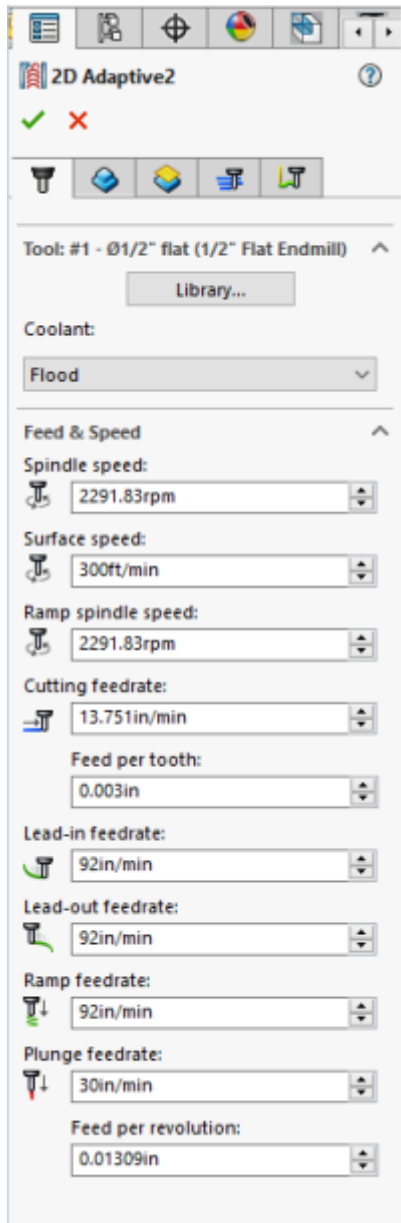 2D Adaptive2
Tool: #1 - Ø1/2" flat (1/2" Flat Endmill)
Library...
Coolant:
Flood
Feed & Speed
Spindle speed:
2291.83rpm
Surface speed:
300ft/min
Ramp spindle speed:
2291.83rpm
Cutting feedrate:
13.751in/min
Feed per tooth:
0.003in
Lead-in feedrate:
92in/min
Lead-out feedrate:
92in/min
Ramp feedrate:
92in/min
Plunge feedrate:
30in/min
Feed per revolution:
0.01309in